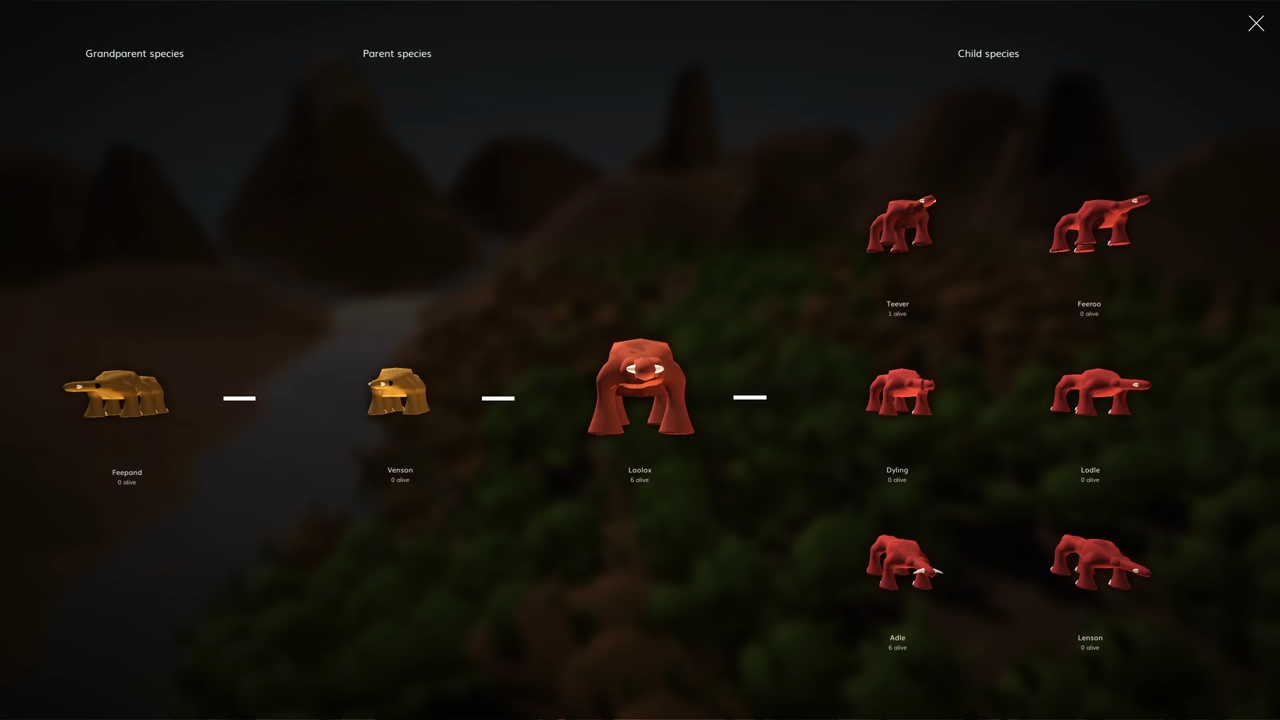 Grandparent species
Parent species
Child species
Teever
1 alive
Feeroo
0 alive
Feepand
0 alive
Venson
0 alive
Loolox
6 alive
Dyling
0 alive
Lodle
0 alive
Adle
6 alive
Lenson
0 alive